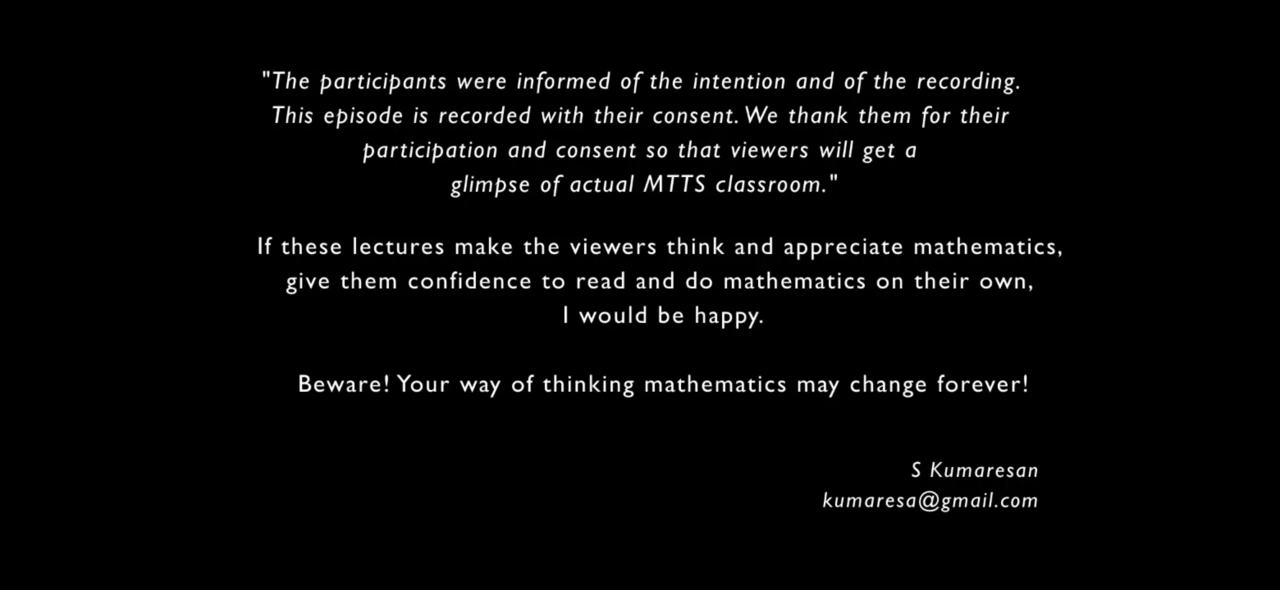 "The participants were informed of the intention and of the recording.
This episode is recorded with their consent. We thank them for their
participation and consent so that viewers will get a
glimpse of actual MTTS classroom."
If these lectures make the viewers think and appreciate mathematics,
give them confidence to read and do mathematics on their own,
I would be happy.
Beware! Your way of thinking mathematics may change forever!
S Kumaresan
kumaresa@gmail.com